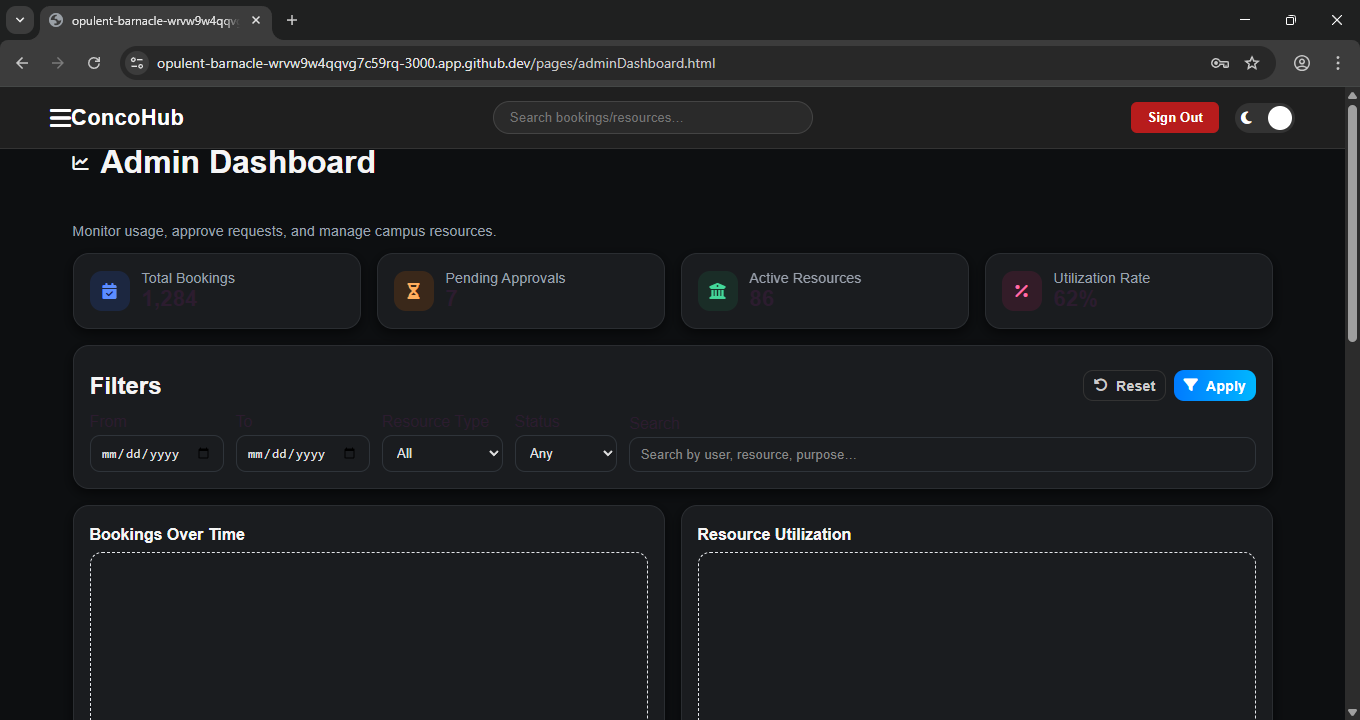 opulent-barnacle-wrvw9w4qqv
opulent-barnacle-wrvw9w4qqvg7c59rq-3000.app.github.dev/pages/adminDashboard.html
ConcoHub
Search bookings/resources...
Sign Out
Admin Dashboard
Monitor usage, approve requests, and manage campus resources.
Total Bookings
1,284
Pending Approvals
7
Active Resources
86
Utilization Rate
62%
Filters
Reset
Apply
From
To
Resource Type
Status
Search
mm/dd/yyyy
mm/dd/yyyy
All
Any
Search by user, resource, purpose...
Bookings Over Time
Resource Utilization